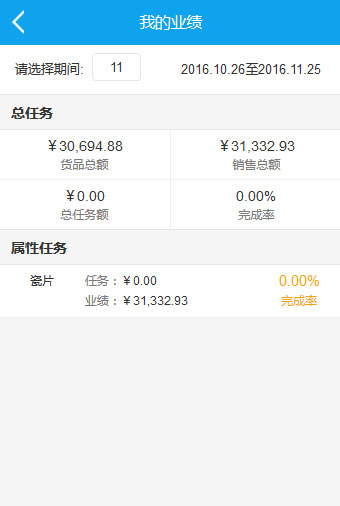 我的业绩
请选择期间: 11 2016.10.26至2016.11.25
总任务
￥30,694.88 ￥31,332.93
货品总额 销售总额
￥0.00 0.00%
总任务额 完成率
属性任务
瓷片 任务：￥0.00 0.00%
业绩：￥31,332.93 完成率